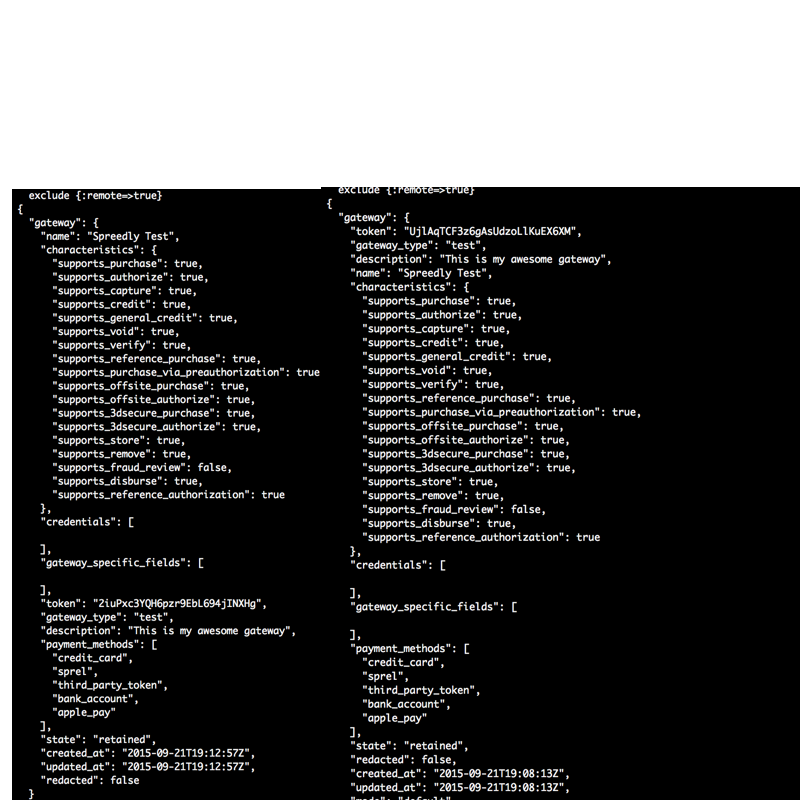 exclude {:remote=>true}
{
"gateway": {
"name": "Spreedly Test",
"characteristics": {
"supports_purchase": true,
"supports_authorize": true,
"supports_capture": true,
"supports_credit": true,
"supports_general_credit": true,
"supports_void": true,
"supports_verify": true,
"supports_reference_purchase": true,
"supports_purchase_via_preauthorization": true
"supports_offsite_purchase": true,
"supports_offsite_authorize": true,
"supports_3dsecure_purchase": true,
"supports_3dsecure_authorize": true,
"supports_store": true,
"supports_remove": true,
"supports_fraud_review": false,
"supports_disburse": true,
"supports_reference_authorization": true
},
"credentials": [
],
"gateway_specific_fields": [
],
"token": "2iuPxc3YQH6pzr9EbL694jINXHg",
"gateway_type": "test",
"description": "This is my awesome gateway",
"payment_methods": [
"credit_card",
"sprel",
"third_party_token",
"bank_account",
"apple_pay"
],
"state": "retained",
"created_at": "2015-09-21T19:12:57Z",
"updated_at": "2015-09-21T19:12:57Z",
"redacted": false
}
exclude {:remote=>true}
{
"gateway": {
"token": "UjlAqTCF3z6gAsUdzoLlKuEX6XM",
"gateway_type": "test",
"description": "This is my awesome gateway",
"name": "Spreedly Test",
"characteristics": {
"supports_purchase": true,
"supports_authorize": true,
"supports_capture": true,
"supports_credit": true,
"supports_general_credit": true,
"supports_void": true,
"supports_verify": true,
"supports_reference_purchase": true,
"supports_purchase_via_preauthorization": true,
"supports_offsite_purchase": true,
"supports_offsite_authorize": true,
"supports_3dsecure_purchase": true,
"supports_3dsecure_authorize": true,
"supports_store": true,
"supports_remove": true,
"supports_fraud_review": false,
"supports_disburse": true,
"supports_reference_authorization": true
},
"credentials": [
],
"gateway_specific_fields": [
],
"payment_methods": [
"credit_card",
"sprel",
"third_party_token",
"bank_account",
"apple_pay"
],
"state": "retained",
"redacted": false,
"created_at": "2015-09-21T19:08:13Z",
"updated_at": "2015-09-21T19:08:13Z",